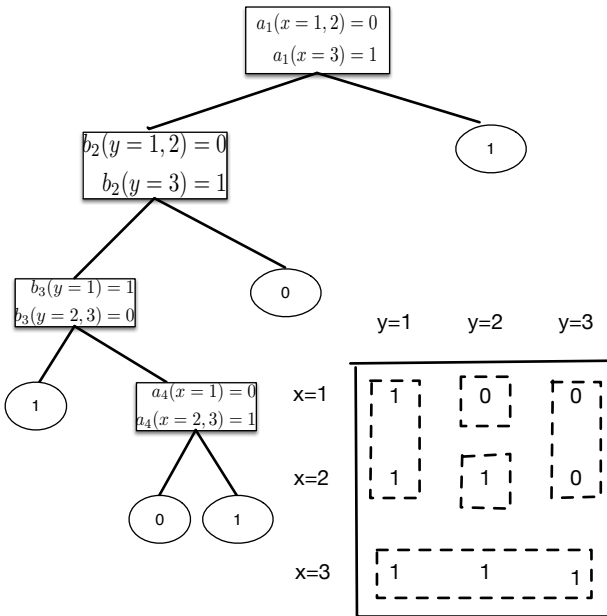 a₁(x = 1, 2) = 0
a₁(x = 3) = 1
1
b₂(y = 1, 2) = 0
b₂(y = 3) = 1
0
b₃(y = 1) = 1
b₃(y = 2, 3) = 0
1
a₄(x = 1) = 0
a₄(x = 2, 3) = 1
0 1
y=1 y=2 y=3
x=1 1 0 0
x=2 1 1 0
x=3 1 1 1